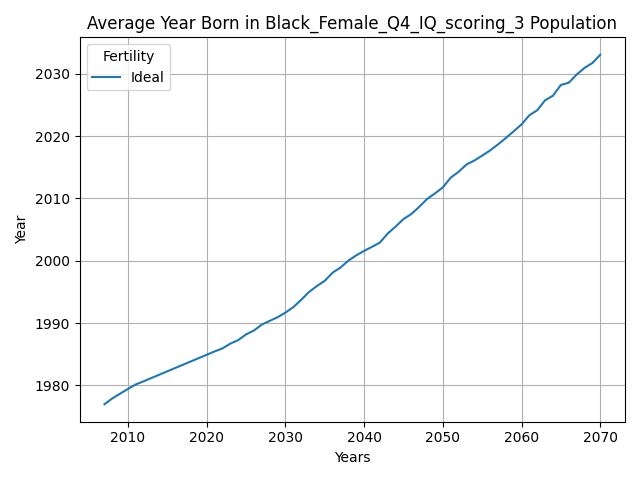 Average Year Born in Black_Female_Q4_IQ_scoring_3 Population
Fertility
Ideal
Year
2030
2020
2010
2000
1990
1980
2010 2020 2030 2040 2050 2060 2070
Years